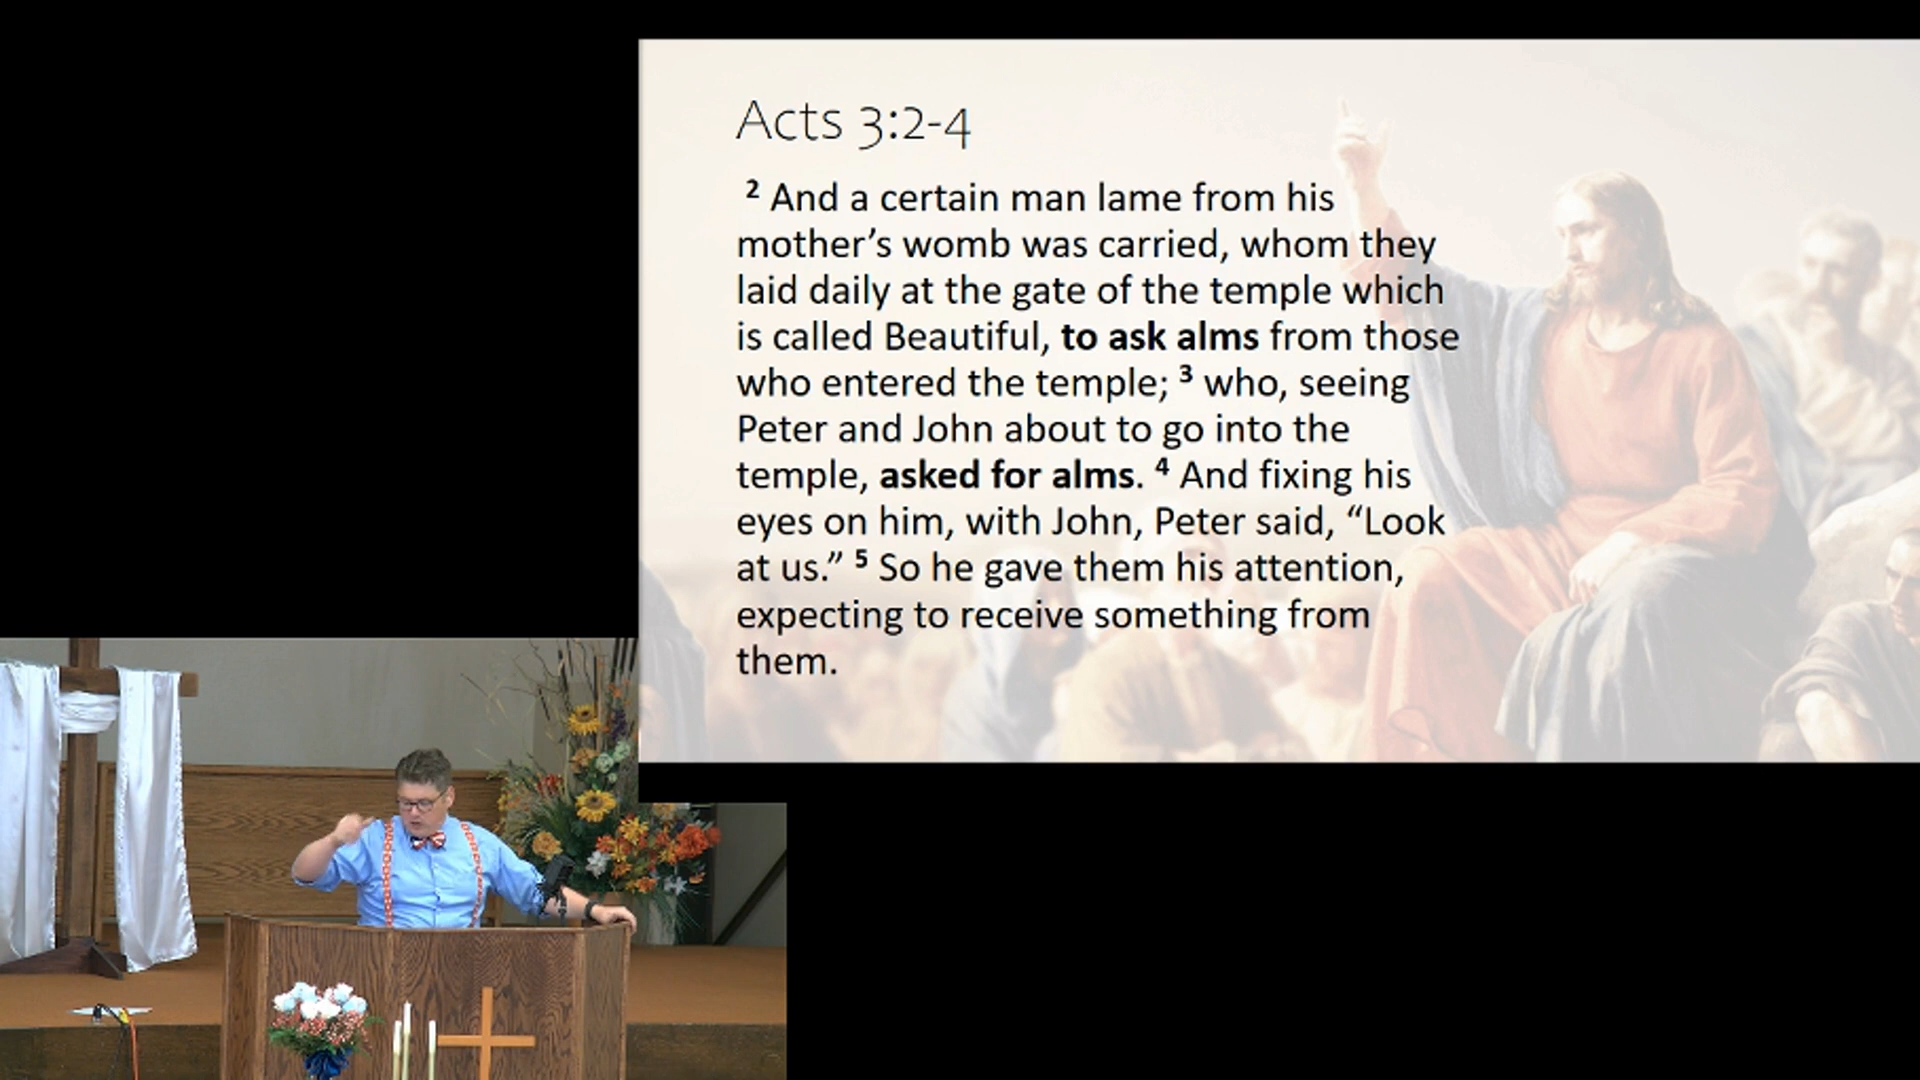 Acts 3:2-4
2 And a certain man lame from his
mother’s womb was carried, whom they
laid daily at the gate of the temple which
is called Beautiful, to ask alms from those
who entered the temple; 3 who, seeing
Peter and John about to go into the
temple, asked for alms. 4 And fixing his
eyes on him, with John, Peter said, “Look
at us.” 5 So he gave them his attention,
expecting to receive something from
them.